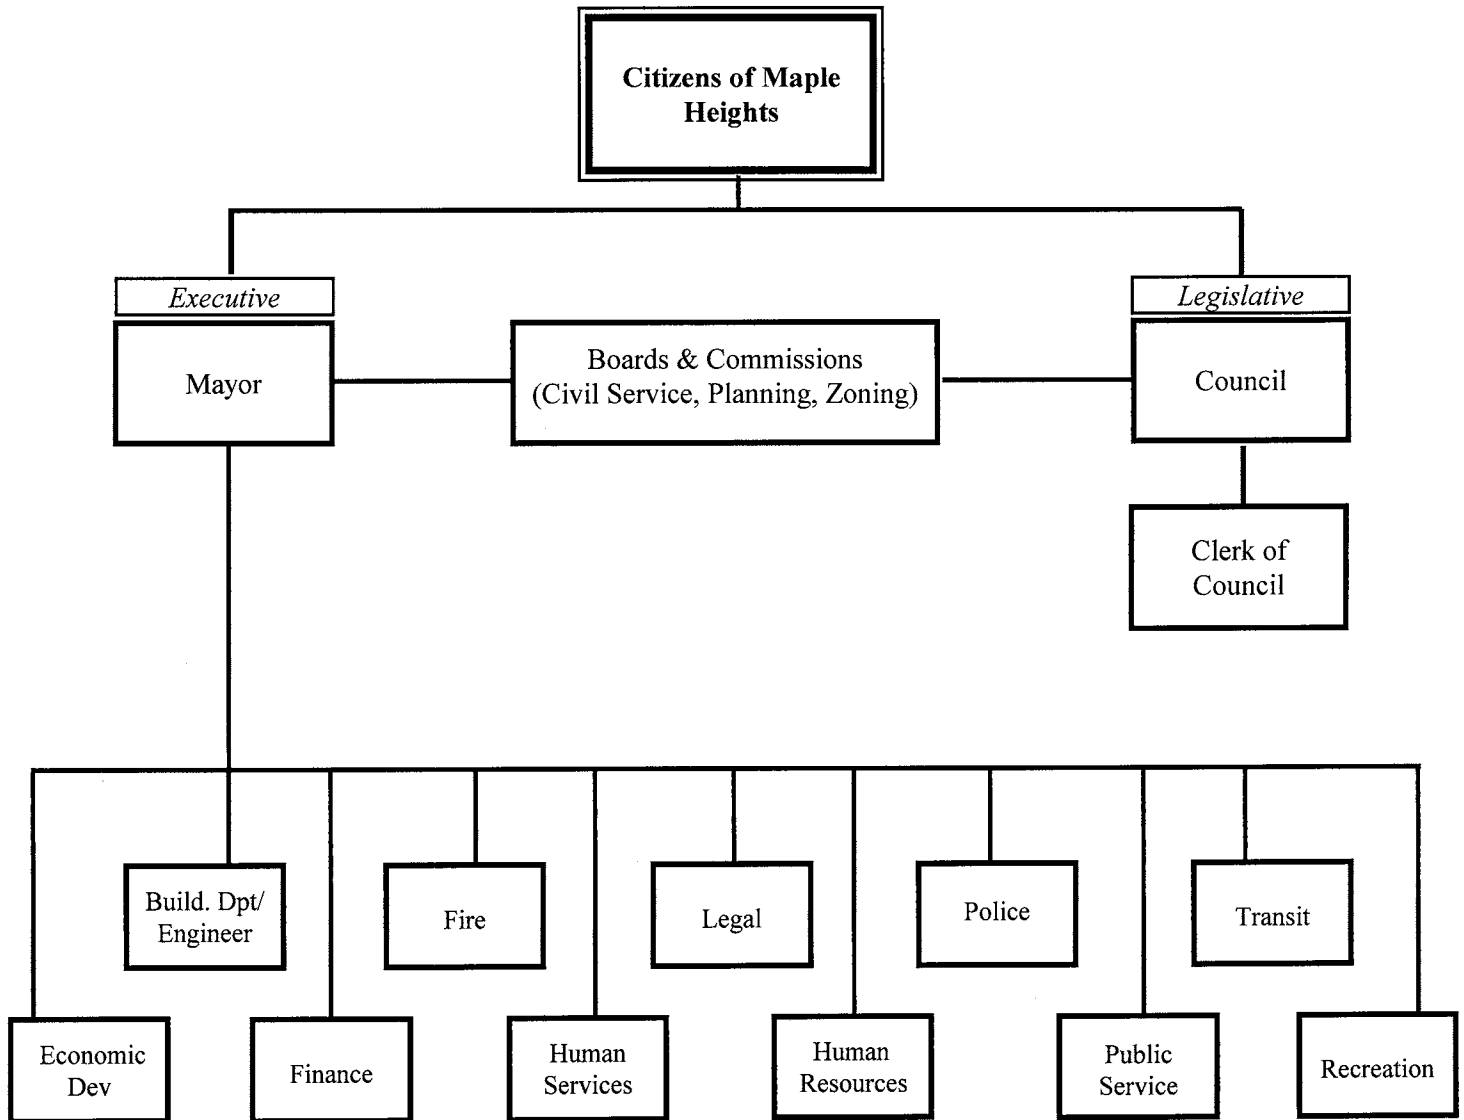 Citizens of Maple
Heights
Executive
Legislative
Mayor
Boards & Commissions
(Civil Service, Planning, Zoning)
Council
Clerk of
Council
Build. Dpt/
Engineer
Fire
Legal
Police
Transit
Economic
Dev
Finance
Human
Services
Human
Resources
Public
Service
Recreation